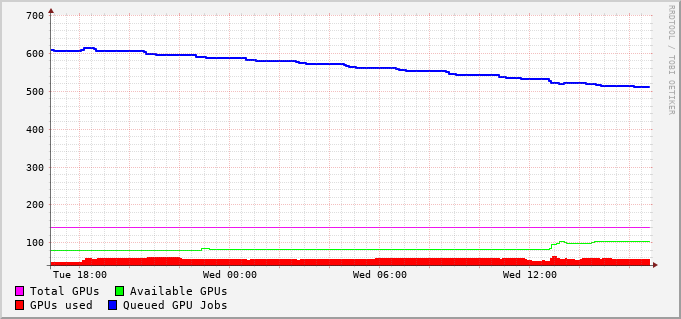 700
600
500
400
300
200
100
Tue 18:00 Wed 00:00 Wed 06:00 Wed 12:00
Total GPUs Available GPUs
GPUs used Queued GPU Jobs
RRDTOOL / TOBI OETIKER